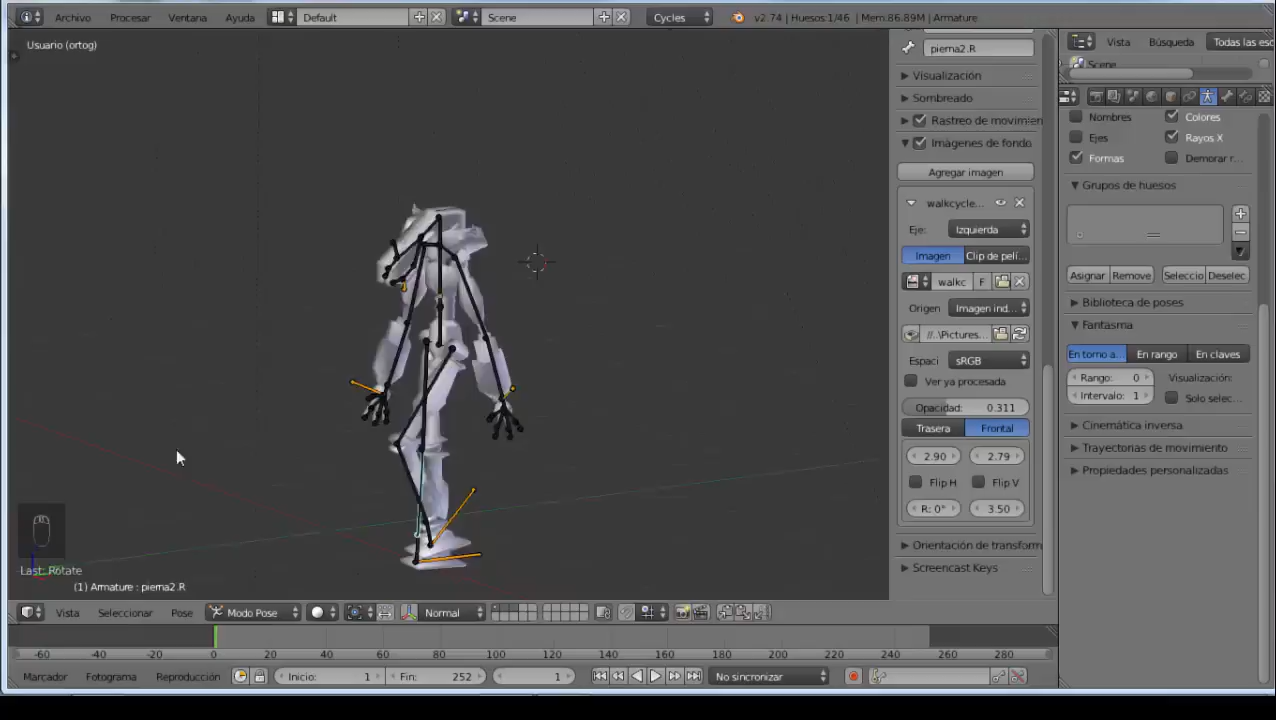 Archivo Procesar Ventana Ayuda Default Scene Cycles v2.74 | Huesos:1/46 | Mem:86.89M | Armature
Usuario (ortog)
Last: Rotate
(1) Armature : pierna2.R
pierna2.R
Visualización
Sombreado
Rastreo de movimien
Imágenes de fondo
Agregar imagen
walkcycle...
Eje: Izquierda
Imagen Clip de pelí...
walkc F
Origen Imagen ind...
//..\Pictures...
Espaci sRGB
Ver ya procesada
Opacidad: 0.311
Trasera Frontal
2.90 2.79
Flip H Flip V
R: 0° 3.50
Orientación de transform
Screencast Keys
Vista Búsqueda Todas las esc
Scene
Nombres Colores
Ejes Rayos X
Formas Demorar r...
Grupos de huesos
Asignar Remove Seleccio Deselec
Biblioteca de poses
Fantasma
En torno a... En rango En claves
Rango: 0 Visualización:
Intervalo: 1 Solo selec...
Cinemática inversa
Trayectorias de movimiento
Propiedades personalizadas
Vista Seleccionar Pose Modo Pose Normal
-60 -40 -20 0 20 40 60 80 100 120 140 160 180 200 220 240 260 280
Marcador Fotograma Reproducción Inicio: 1 Fin: 252 1 No sincronizar